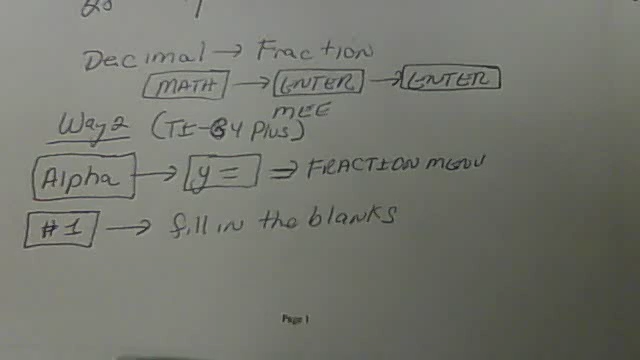 Decimal → Fraction
MATH → ENTER → ENTER
MEE
Way 2 (TI-84 Plus)
Alpha → y = ⇒ FRACTION MENU
#1 → fill in the blanks
Page 1